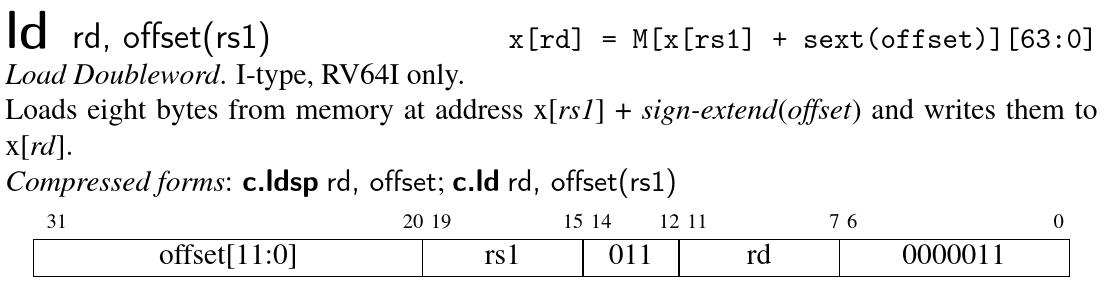 ld rd, offset(rs1) x[rd] = M[x[rs1] + sext(offset)][63:0]
Load Doubleword. I-type, RV64I only.
Loads eight bytes from memory at address x[rs1] + sign-extend(offset) and writes them to
x[rd].
Compressed forms: c.ldsp rd, offset; c.ld rd, offset(rs1)
31 20 19 15 14 12 11 7 6 0
offset[11:0] rs1 011 rd 0000011